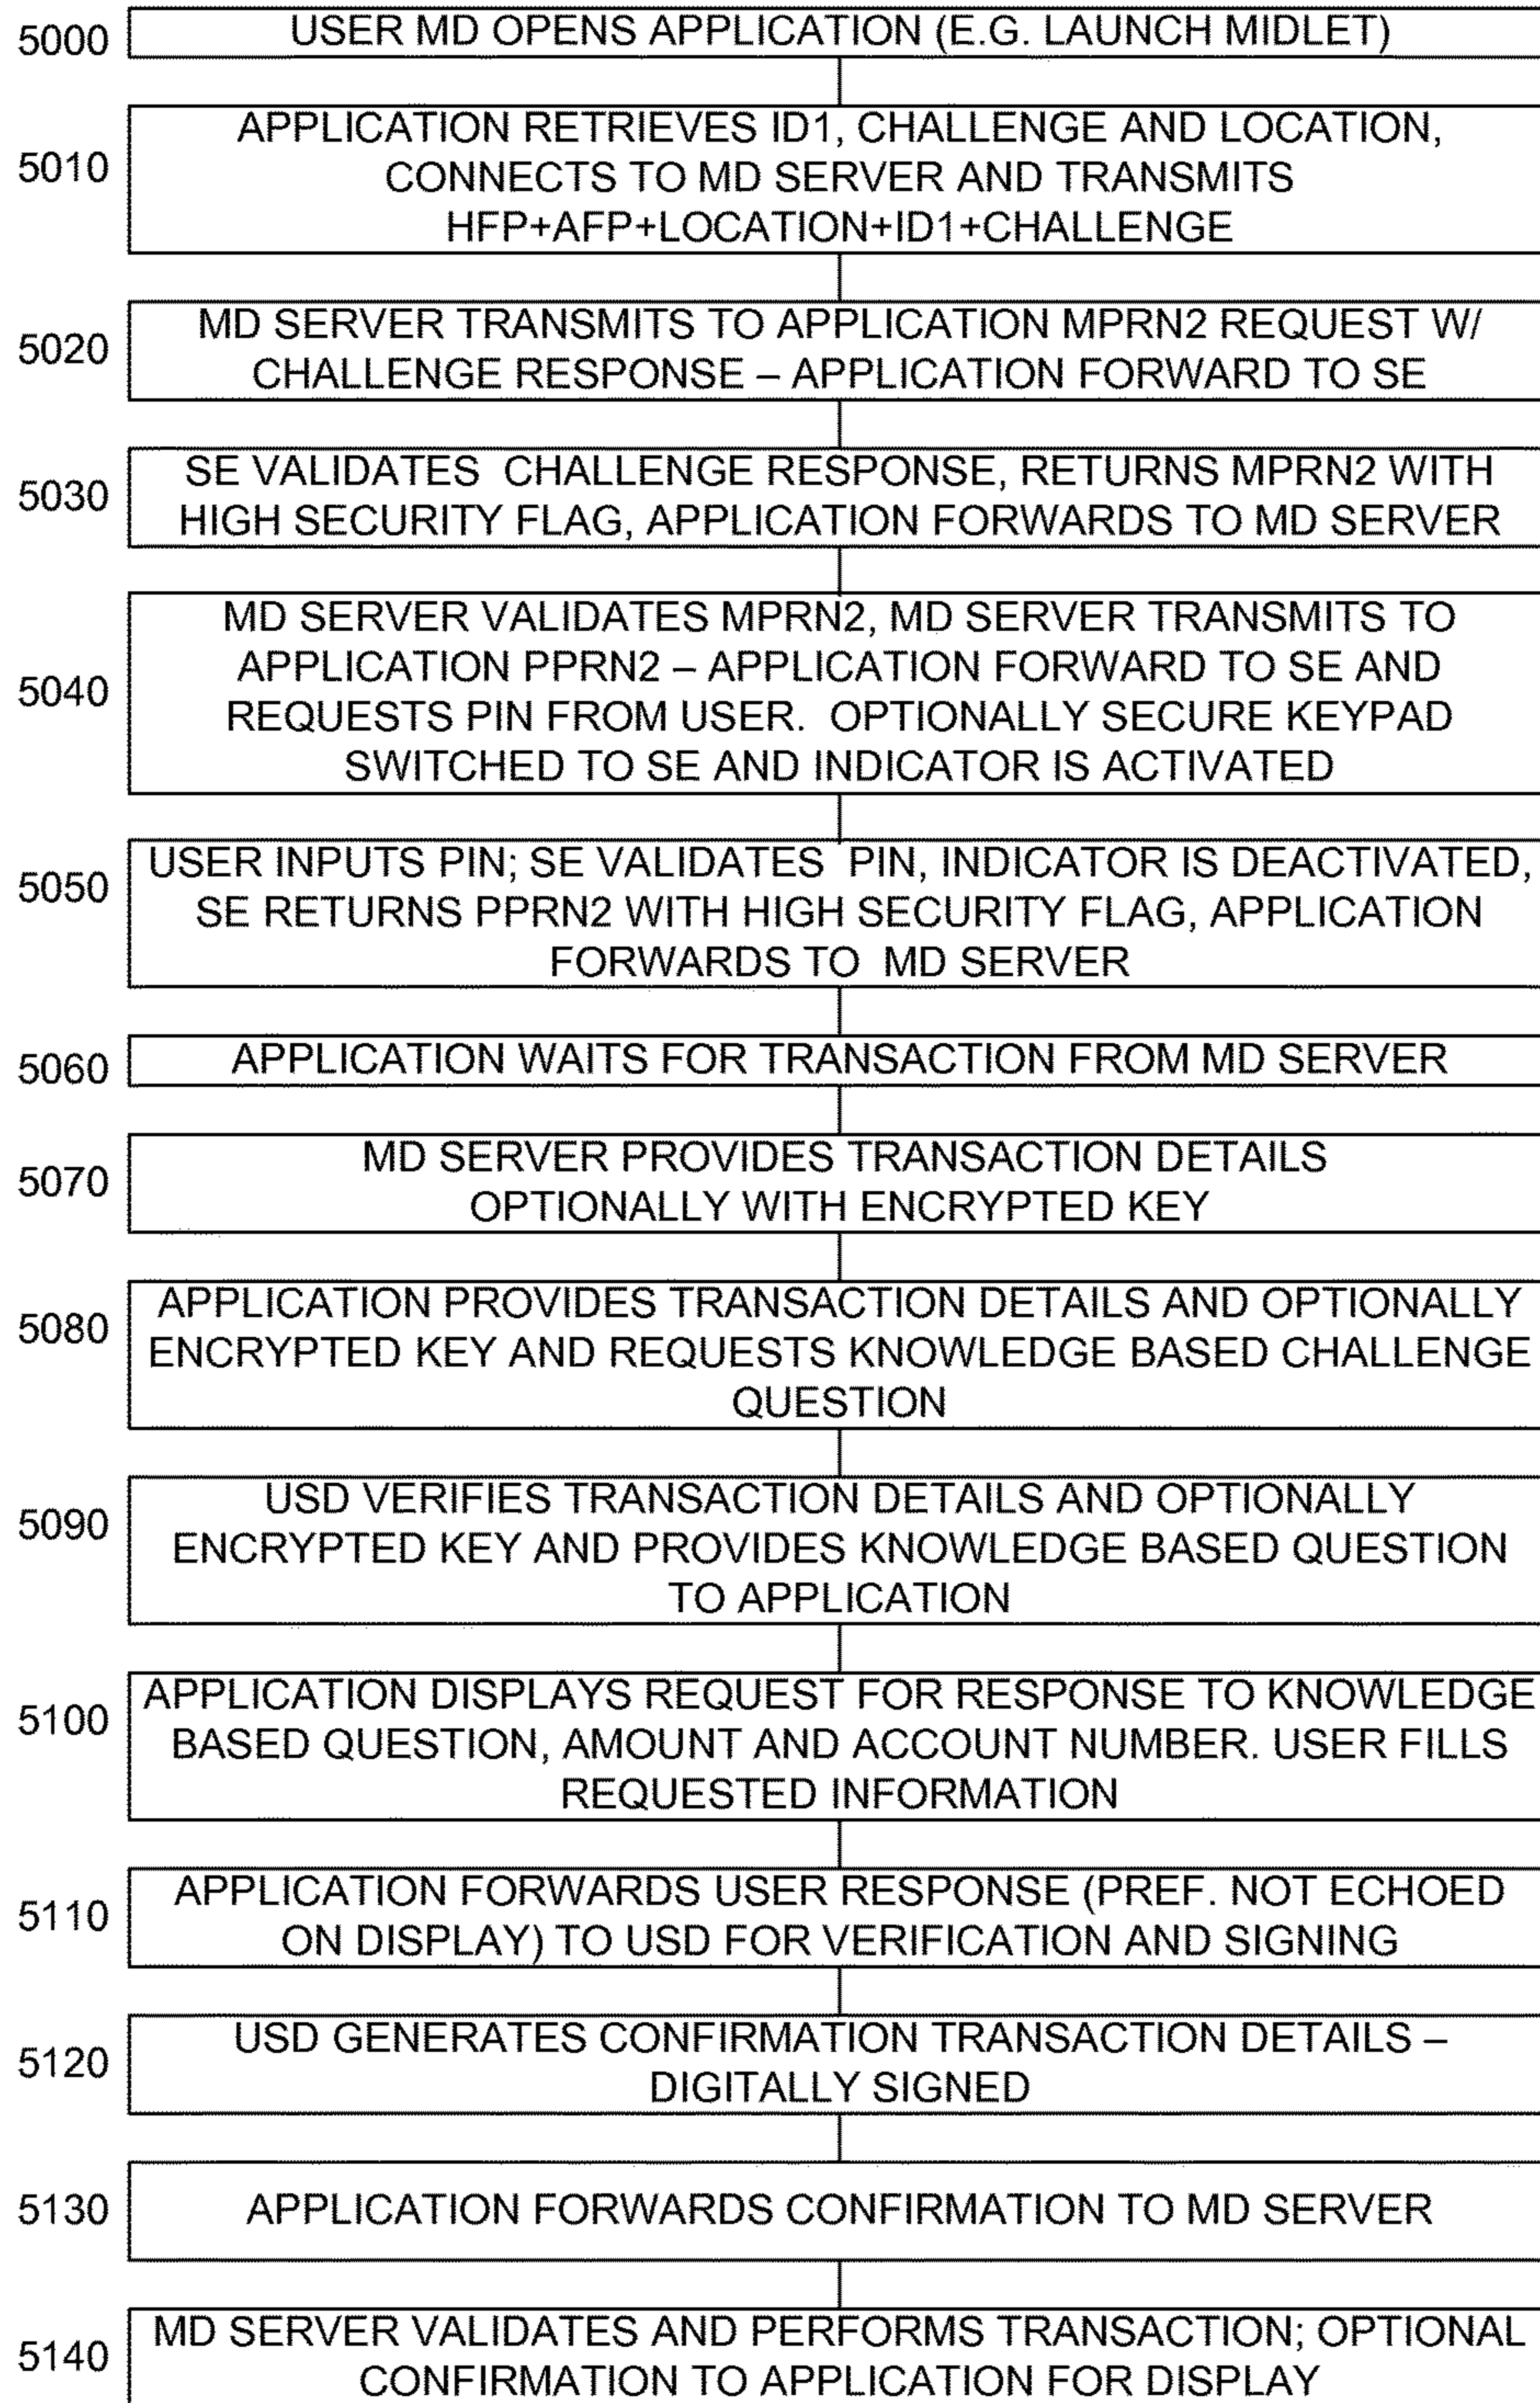 5000
USER MD OPENS APPLICATION (E.G. LAUNCH MIDLET)
5010
APPLICATION RETRIEVES ID1, CHALLENGE AND LOCATION,
CONNECTS TO MD SERVER AND TRANSMITS
HFP+AFP+LOCATION+ID1+CHALLENGE
5020
MD SERVER TRANSMITS TO APPLICATION MPRN2 REQUEST W/
CHALLENGE RESPONSE – APPLICATION FORWARD TO SE
5030
SE VALIDATES CHALLENGE RESPONSE, RETURNS MPRN2 WITH
HIGH SECURITY FLAG, APPLICATION FORWARDS TO MD SERVER
5040
MD SERVER VALIDATES MPRN2, MD SERVER TRANSMITS TO
APPLICATION PPRN2 – APPLICATION FORWARD TO SE AND
REQUESTS PIN FROM USER. OPTIONALLY SECURE KEYPAD
SWITCHED TO SE AND INDICATOR IS ACTIVATED
5050
USER INPUTS PIN; SE VALIDATES PIN, INDICATOR IS DEACTIVATED,
SE RETURNS PPRN2 WITH HIGH SECURITY FLAG, APPLICATION
FORWARDS TO MD SERVER
5060
APPLICATION WAITS FOR TRANSACTION FROM MD SERVER
5070
MD SERVER PROVIDES TRANSACTION DETAILS
OPTIONALLY WITH ENCRYPTED KEY
5080
APPLICATION PROVIDES TRANSACTION DETAILS AND OPTIONALLY
ENCRYPTED KEY AND REQUESTS KNOWLEDGE BASED CHALLENGE
QUESTION
5090
USD VERIFIES TRANSACTION DETAILS AND OPTIONALLY
ENCRYPTED KEY AND PROVIDES KNOWLEDGE BASED QUESTION
TO APPLICATION
5100
APPLICATION DISPLAYS REQUEST FOR RESPONSE TO KNOWLEDGE
BASED QUESTION, AMOUNT AND ACCOUNT NUMBER. USER FILLS
REQUESTED INFORMATION
5110
APPLICATION FORWARDS USER RESPONSE (PREF. NOT ECHOED
ON DISPLAY) TO USD FOR VERIFICATION AND SIGNING
5120
USD GENERATES CONFIRMATION TRANSACTION DETAILS –
DIGITALLY SIGNED
5130
APPLICATION FORWARDS CONFIRMATION TO MD SERVER
5140
MD SERVER VALIDATES AND PERFORMS TRANSACTION; OPTIONAL
CONFIRMATION TO APPLICATION FOR DISPLAY